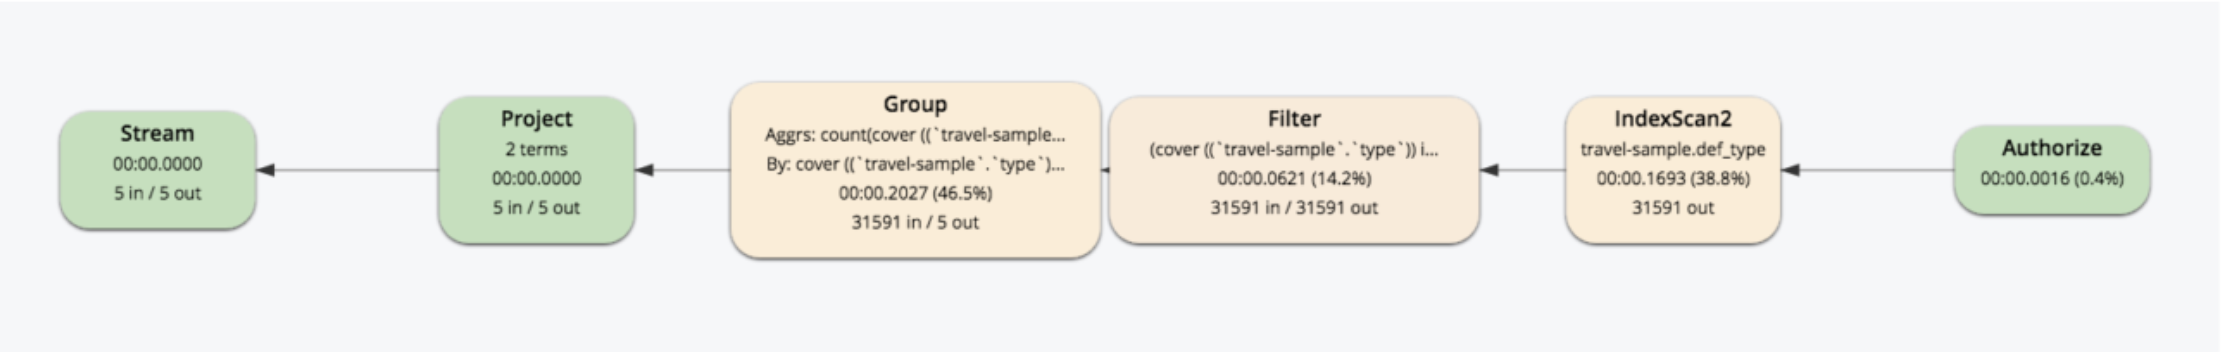 Stream
00:00.0000
5 in / 5 out
Project
2 terms
00:00.0000
5 in / 5 out
Group
Aggrs: count(cover ((`travel-sample...
By: cover ((`travel-sample`.`type`)...
00:00.2027 (46.5%)
31591 in / 5 out
Filter
(cover ((`travel-sample`.`type`)) i...
00:00.0621 (14.2%)
31591 in / 31591 out
IndexScan2
travel-sample.def_type
00:00.1693 (38.8%)
31591 out
Authorize
00:00.0016 (0.4%)